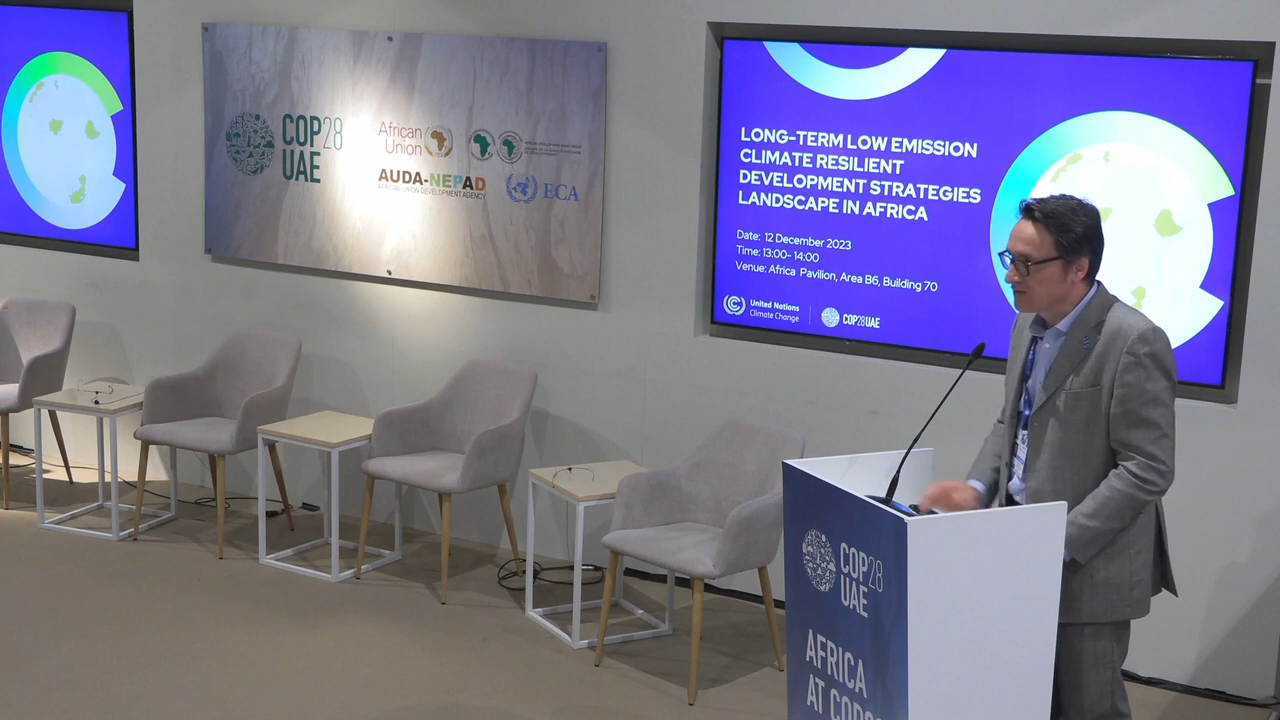 COP28
UAE
African
Union
AUDA-NEPAD
AFRICAN UNION DEVELOPMENT AGENCY
ECA
LONG-TERM LOW EMISSION
CLIMATE RESILIENT
DEVELOPMENT STRATEGIES
LANDSCAPE IN AFRICA
Date: 12 December 2023
Time: 13:00- 14:00
Venue: Africa Pavilion, Area B6, Building 70
United Nations
Climate Change
COP28UAE
COP28
UAE
AFRICA
AT